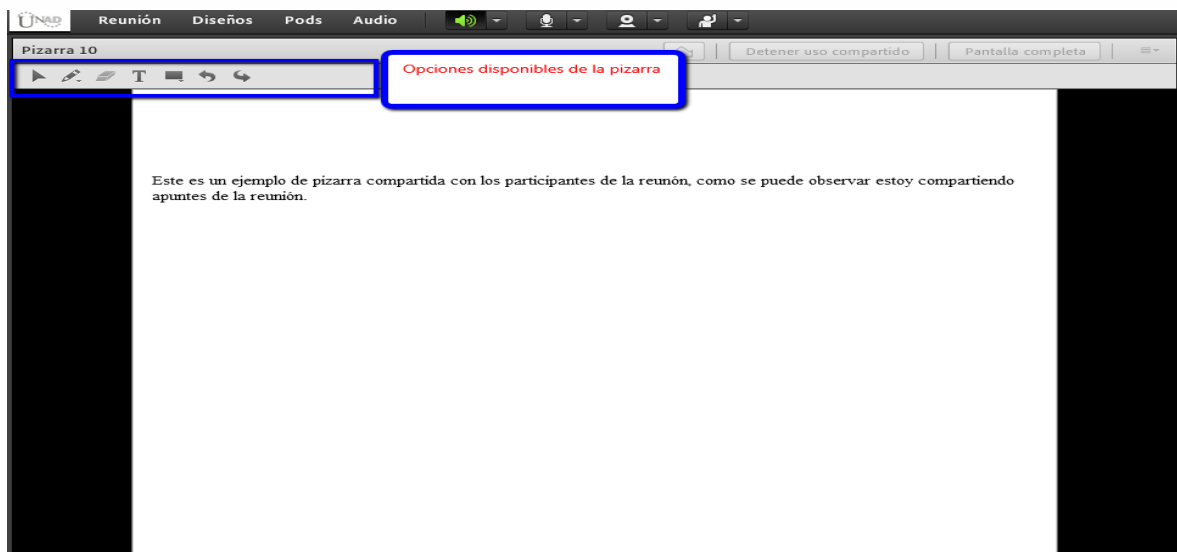 UNAD Reunión Diseños Pods Audio
Pizarra 10 Detener uso compartido Pantalla completa
T
Opciones disponibles de la pizarra
Este es un ejemplo de pizarra compartida con los participantes de la reunón, como se puede observar estoy compartiendo
apuntes de la reunión.